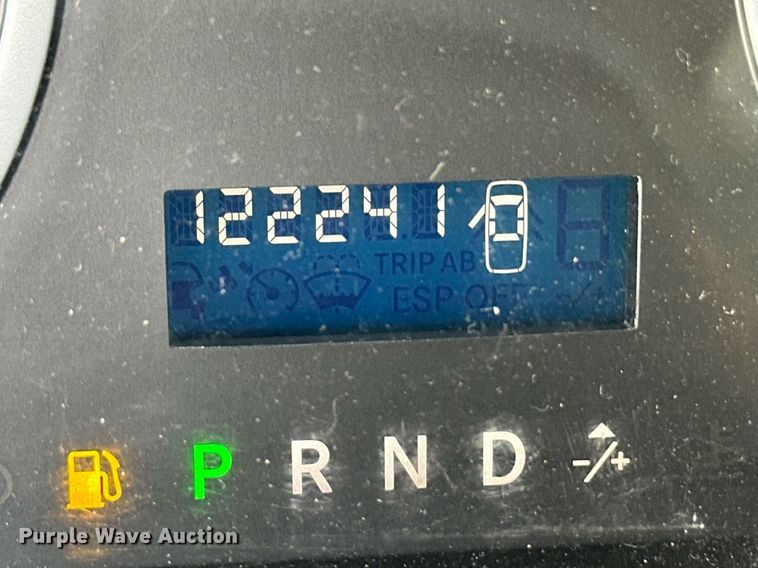 122241
TRIP AB
ESP OFF -/+
P R N D -/+
Purple Wave Auction